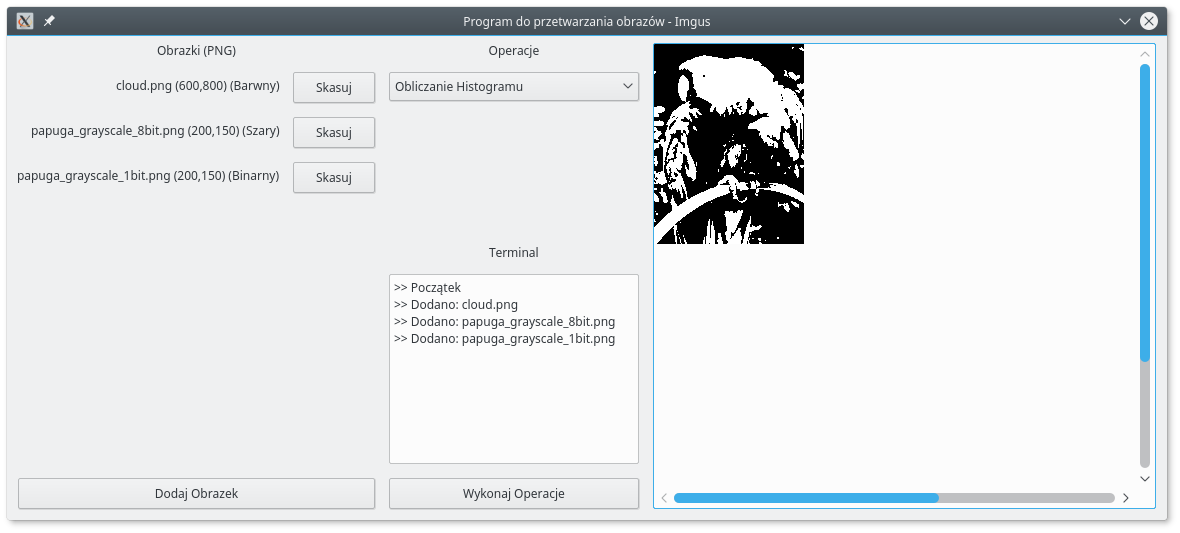 Program do przetwarzania obrazów - Imgus
Obrazki (PNG)
cloud.png (600,800) (Barwny)
Skasuj
papuga_grayscale_8bit.png (200,150) (Szary)
Skasuj
papuga_grayscale_1bit.png (200,150) (Binarny)
Skasuj
Dodaj Obrazek
Operacje
Obliczanie Histogramu
Terminal
>> Początek
>> Dodano: cloud.png
>> Dodano: papuga_grayscale_8bit.png
>> Dodano: papuga_grayscale_1bit.png
Wykonaj Operacje